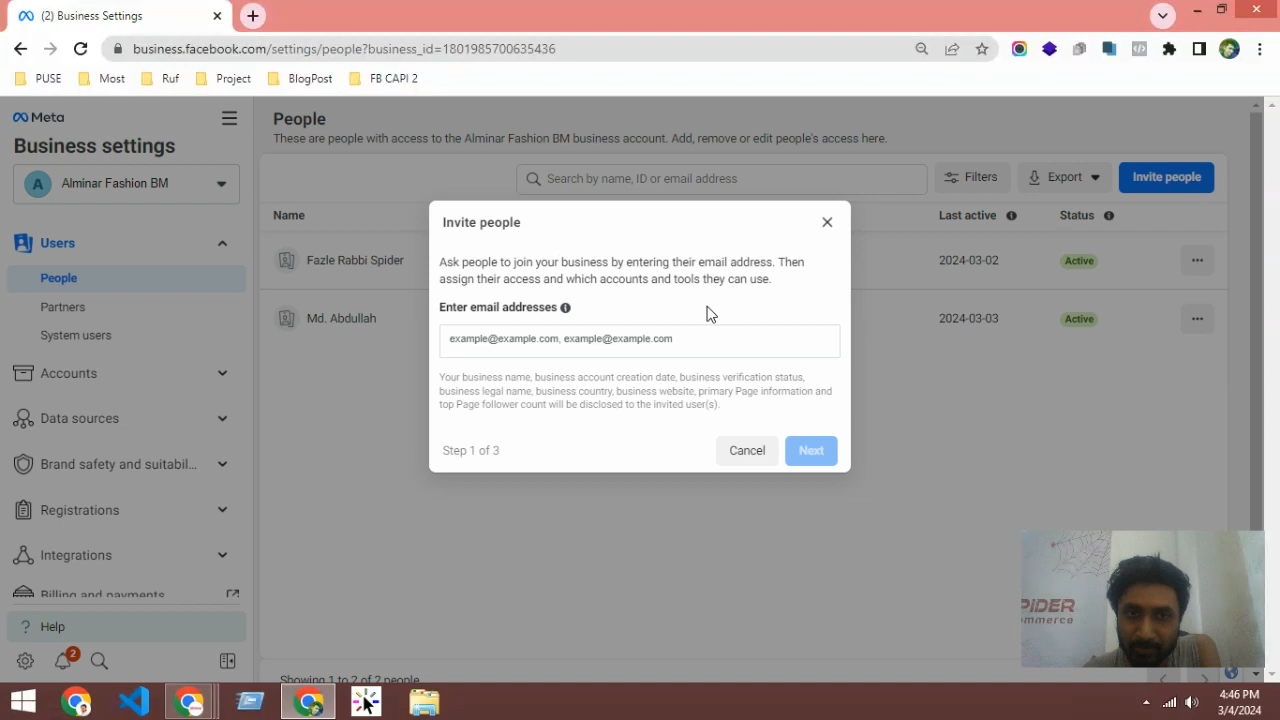 (2) Business Settings
business.facebook.com/settings/people?business_id=1801985700635436
PUSE
Most
Ruf
Project
BlogPost
FB CAPI 2
Meta
Business settings
A
Alminar Fashion BM
Users
People
Partners
System users
Accounts
Data sources
Brand safety and suitabil...
Registrations
Integrations
Billing and payments
Help
2
People
These are people with access to the Alminar Fashion BM business account. Add, remove or edit people's access here.
Search by name, ID or email address
Filters
Export
Invite people
Name
Last active
Status
Fazle Rabbi Spider
2024-03-02
Active
Md. Abdullah
2024-03-03
Active
Showing 1 to 2 of 2 people
Invite people
Ask people to join your business by entering their email address. Then
assign their access and which accounts and tools they can use.
Enter email addresses
example@example.com, example@example.com
Your business name, business account creation date, business verification status,
business legal name, business country, business website, primary Page information and
top Page follower count will be disclosed to the invited user(s).
Step 1 of 3
Cancel
Next
PIDER
mmerce
4:46 PM
3/4/2024